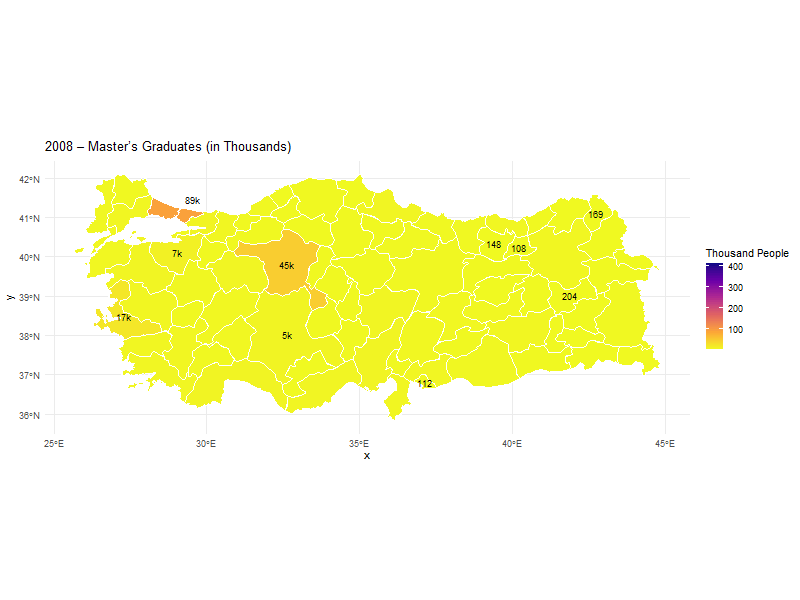 2008 – Master's Graduates (in Thousands)
42°N
41°N
40°N
39°N
38°N
37°N
36°N
y
89k
169
148
108
7k
45k
204
17k
5k
112
25°E
30°E
35°E
40°E
45°E
x
Thousand People
400
300
200
100